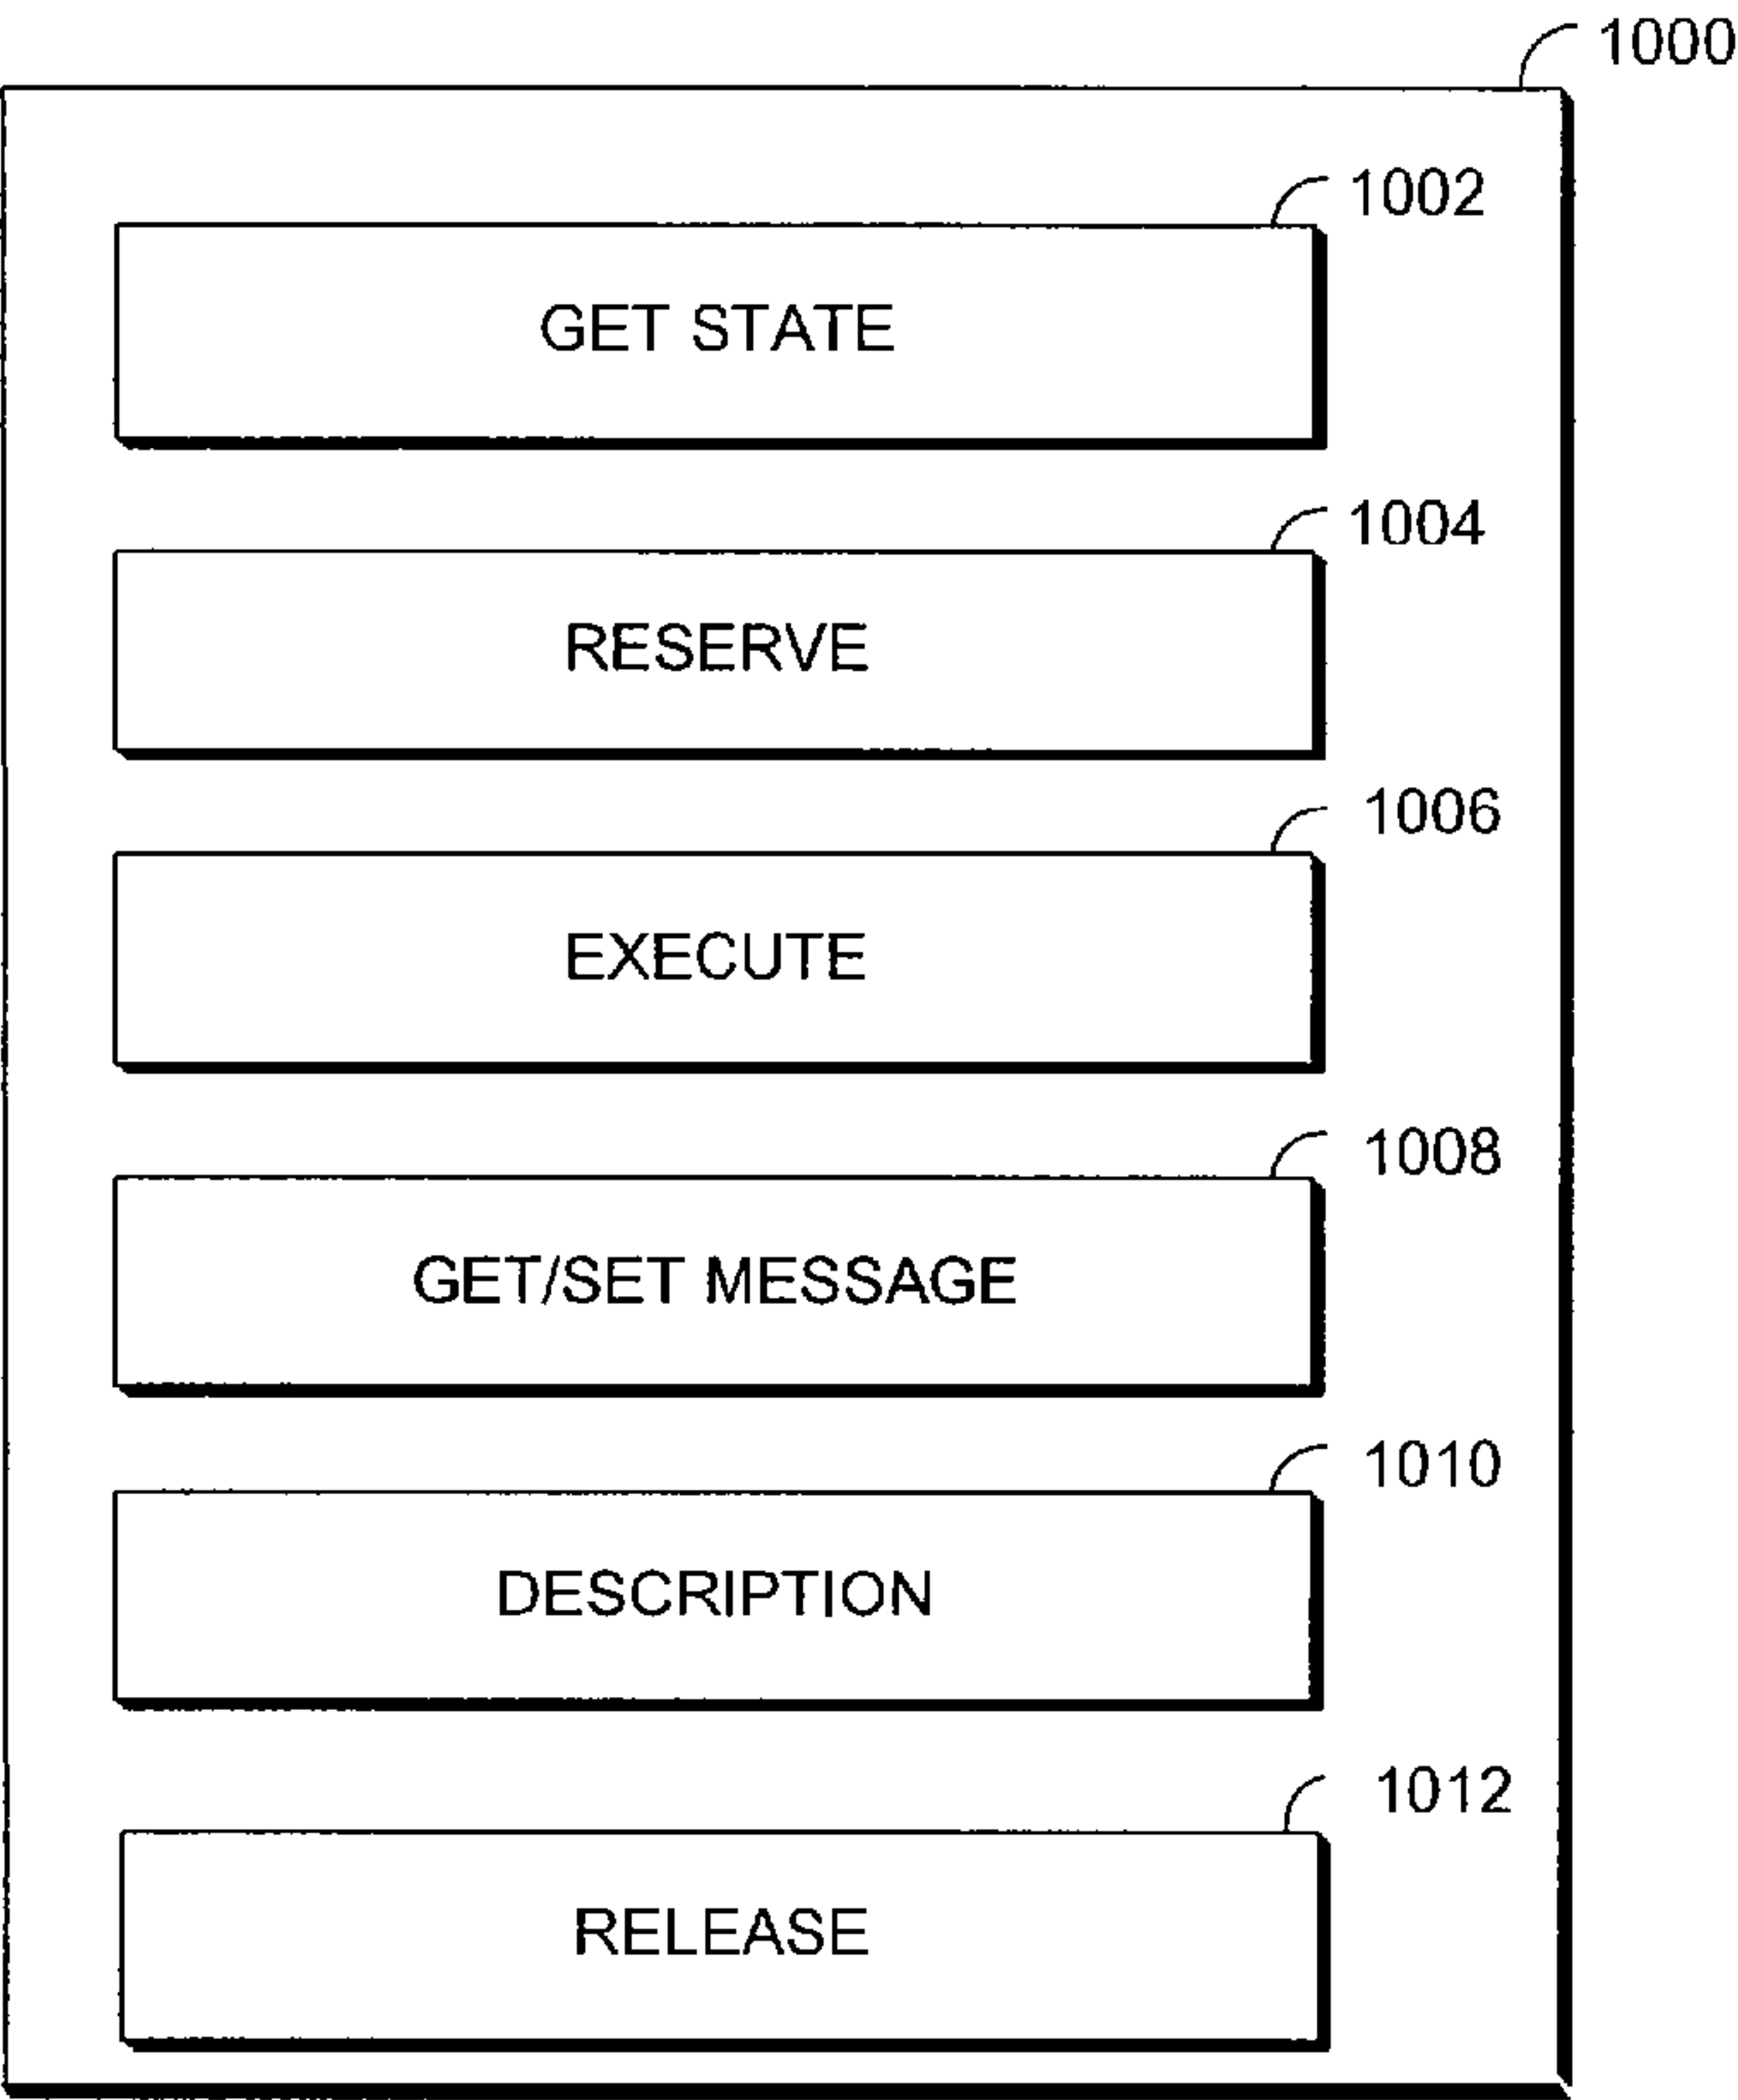 1000
1002
GET STATE
1004
RESERVE
1006
EXECUTE
1008
GET/SET MESSAGE
1010
DESCRIPTION
1012
RELEASE